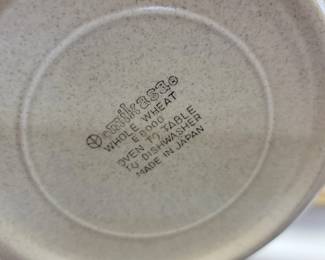 mikasa
WHOLE WHEAT
E 8000
OVEN TO TABLE
TO DISHWASHER
MADE IN JAPAN